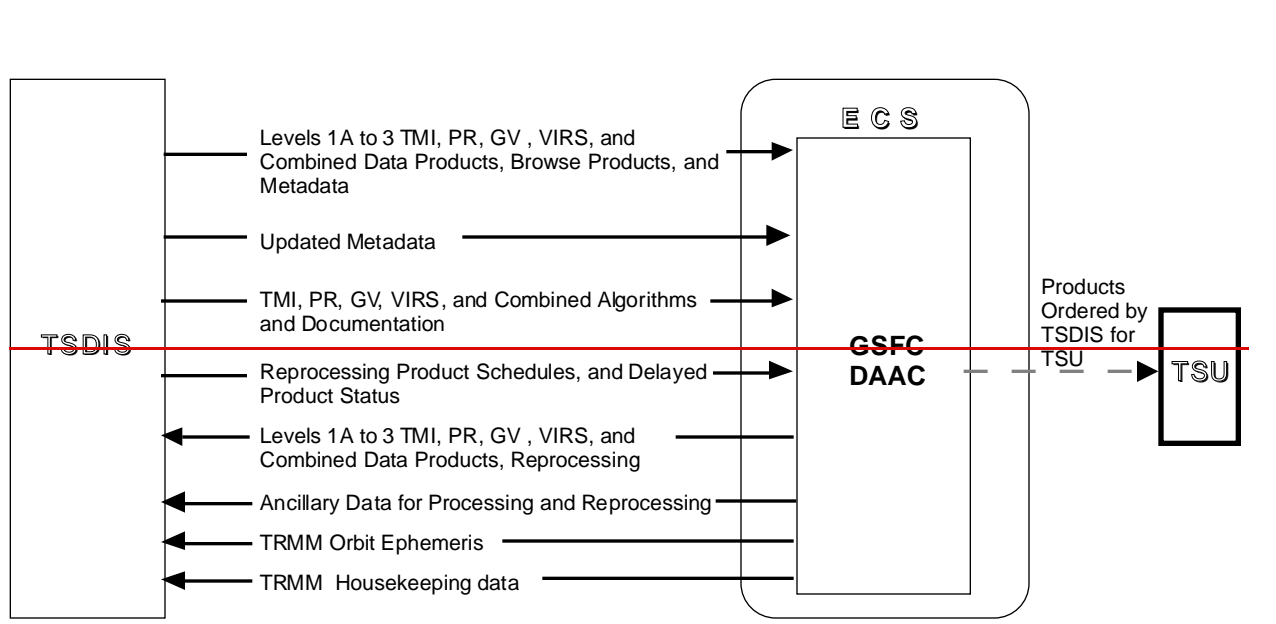 E C S
Levels 1A to 3 TMI, PR, GV , VIRS, and
Combined Data Products, Browse Products, and
Metadata
Updated Metadata
TMI, PR, GV, VIRS, and Combined Algorithms
and Documentation
Reprocessing Product Schedules, and Delayed
Product Status
Levels 1A to 3 TMI, PR, GV , VIRS, and
Combined Data Products, Reprocessing
Ancillary Data for Processing and Reprocessing
TRMM Orbit Ephemeris
TRMM Housekeeping data
TSDIS
GSFC
DAAC
Products
Ordered by
TSDIS for
TSU
TSU